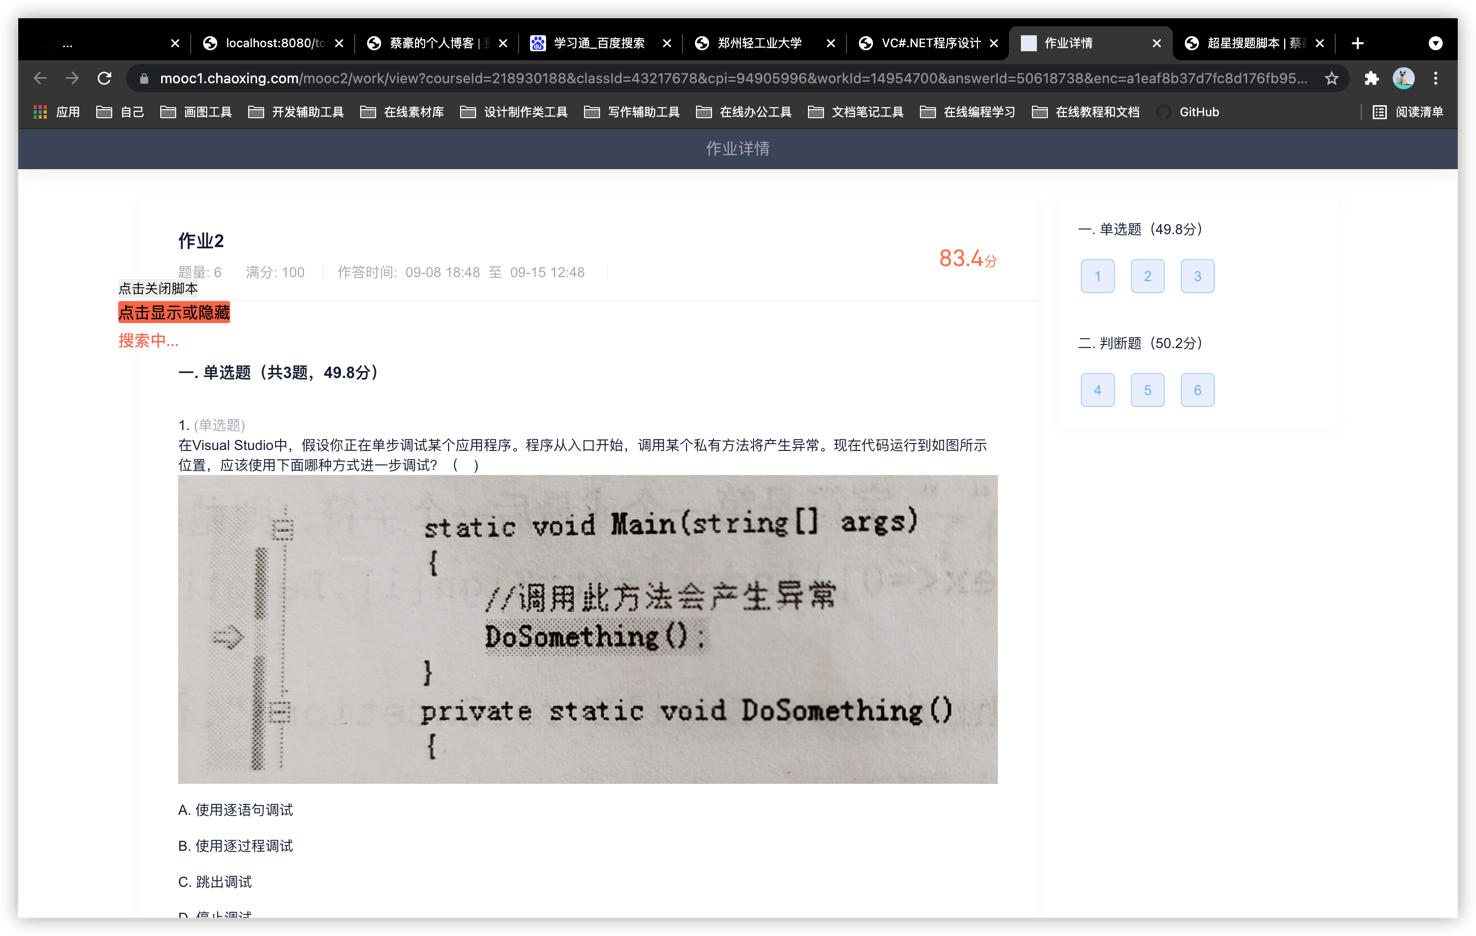 ...
localhost:8080/to
蔡豪的个人博客 |
学习通_百度搜索
郑州轻工业大学
VC#.NET程序设计
作业详情
超星搜题脚本 | 蔡
mooc1.chaoxing.com/mooc2/work/view?courseId=218930188&classId=43217678&cpi=94905996&workId=14954700&answerId=50618738&enc=a1eaf8b37d7fc8d176fb95...
应用
自己
画图工具
开发辅助工具
在线素材库
设计制作类工具
写作辅助工具
在线办公工具
文档笔记工具
在线编程学习
在线教程和文档
GitHub
阅读清单
作业详情
作业2
题量: 6 满分: 100 作答时间: 09-08 18:48 至 09-15 12:48
83.4分
点击关闭脚本
点击显示或隐藏
搜索中...
一. 单选题（共3题，49.8分）
1. (单选题)
在Visual Studio中，假设你正在单步调试某个应用程序。程序从入口开始，调用某个私有方法将产生异常。现在代码运行到如图所示
位置，应该使用下面哪种方式进一步调试？（ )
static void Main(string[] args)
{
//调用此方法会产生异常
DoSomething();
}
private static void DoSomething()
{
A. 使用逐语句调试
B. 使用逐过程调试
C. 跳出调试
D. 停止调试
一. 单选题（49.8分）
1 2 3
二. 判断题（50.2分）
4 5 6